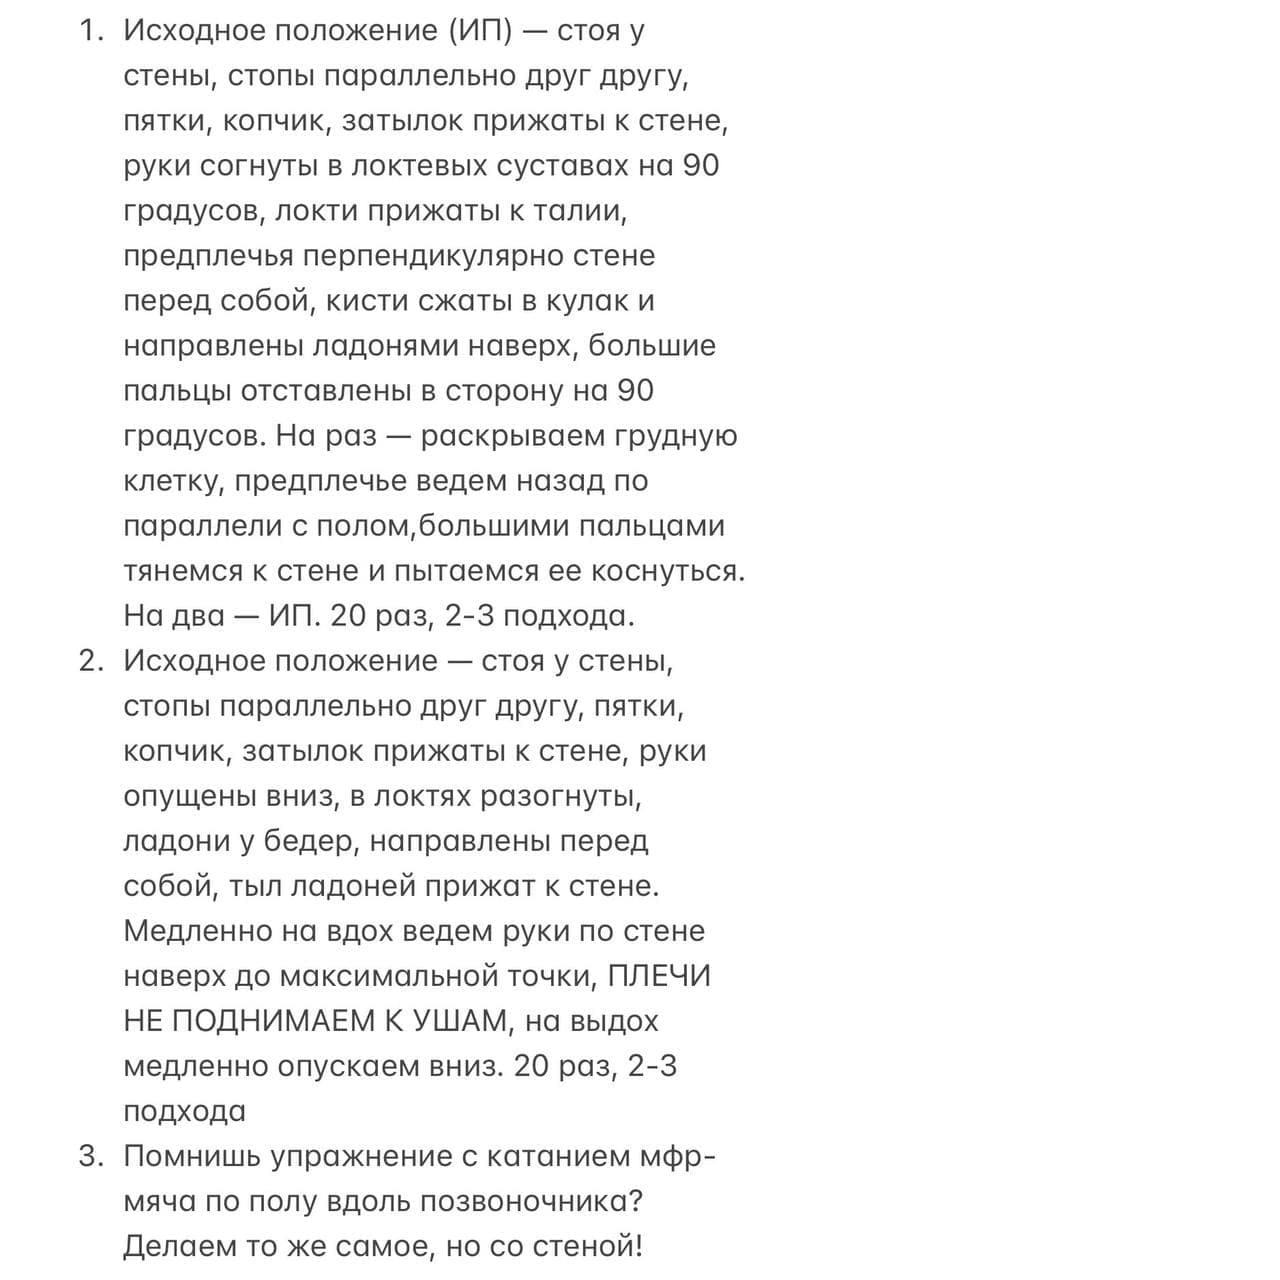 1. Исходное положение (ИП) — стоя у
стены, стопы параллельно друг другу,
пятки, копчик, затылок прижаты к стене,
руки согнуты в локтевых суставах на 90
градусов, локти прижаты к талии,
предплечья перпендикулярно стене
перед собой, кисти сжаты в кулак и
направлены ладонями наверх, большие
пальцы отставлены в сторону на 90
градусов. На раз — раскрываем грудную
клетку, предплечье ведем назад по
параллели с полом,большими пальцами
тянемся к стене и пытаемся ее коснуться.
На два — ИП. 20 раз, 2-3 подхода.
2. Исходное положение — стоя у стены,
стопы параллельно друг другу, пятки,
копчик, затылок прижаты к стене, руки
опущены вниз, в локтях разогнуты,
ладони у бедер, направлены перед
собой, тыл ладоней прижат к стене.
Медленно на вдох ведем руки по стене
наверх до максимальной точки, ПЛЕЧИ
НЕ ПОДНИМАЕМ К УШАМ, на выдох
медленно опускаем вниз. 20 раз, 2-3
подхода
3. Помнишь упражнение с катанием мфр-
мяча по полу вдоль позвоночника?
Делаем то же самое, но со стеной!